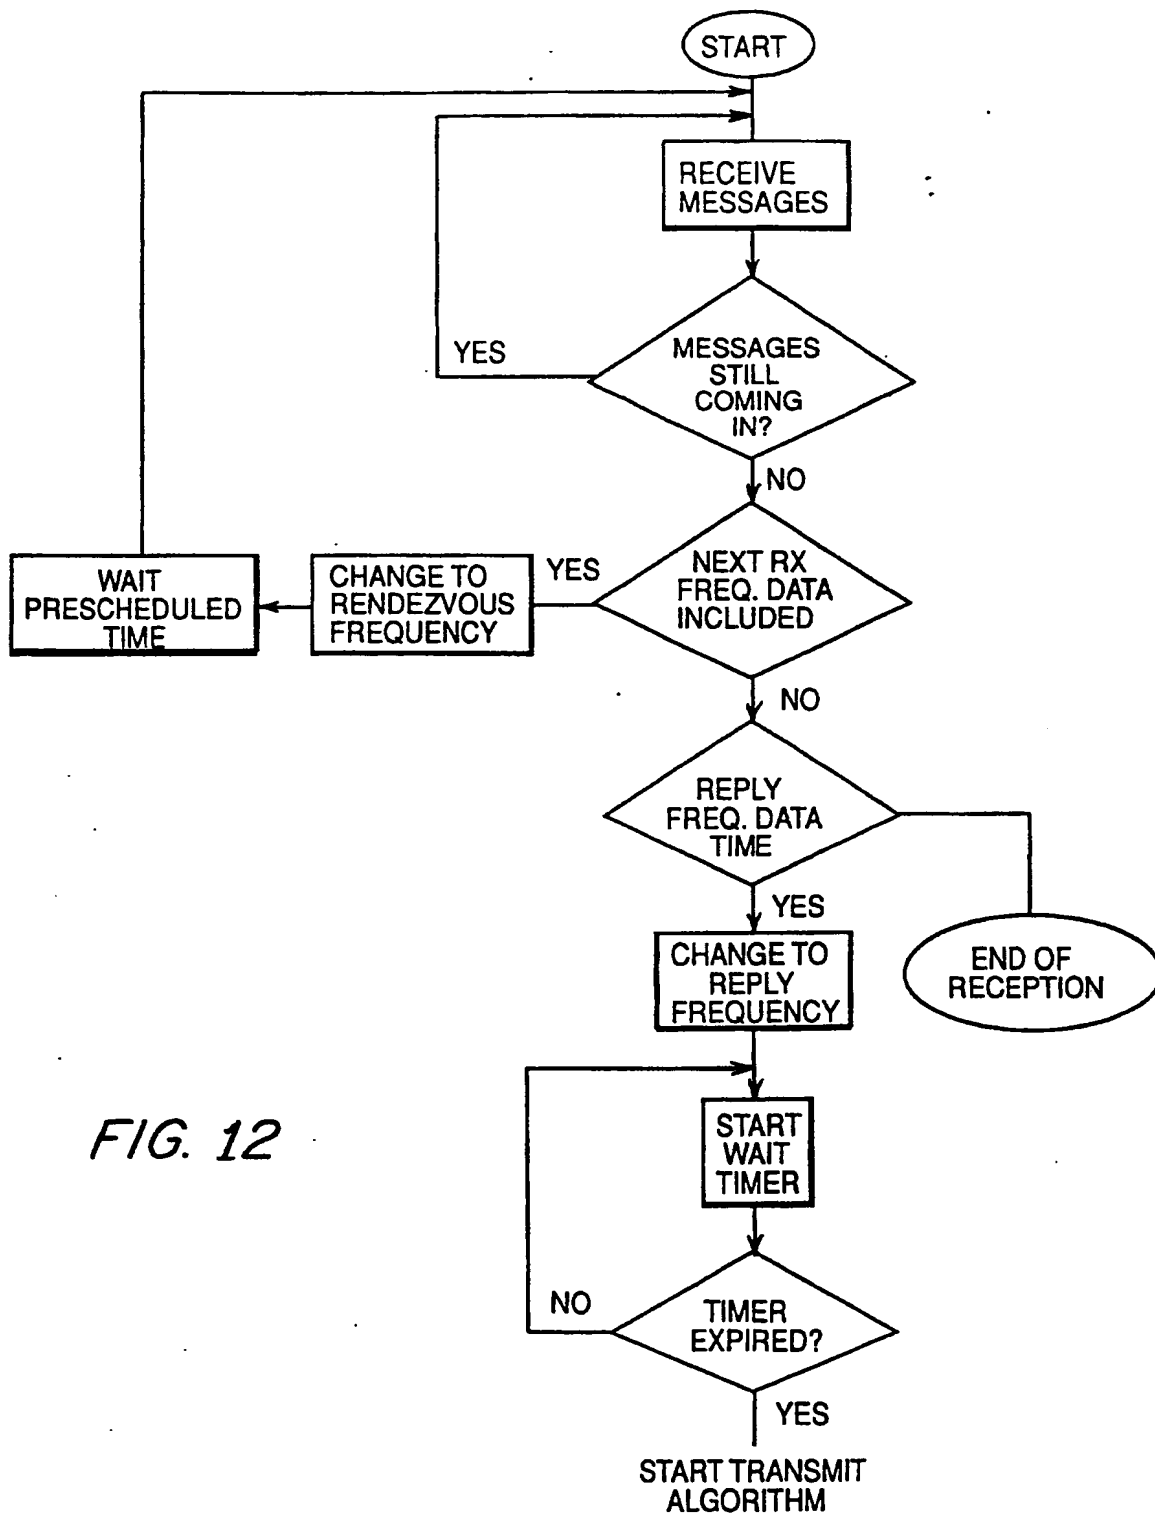 START
RECEIVE
MESSAGES
YES
MESSAGES
STILL
COMING
IN?
NO
WAIT
PRESCHEDULED
TIME
CHANGE TO
RENDEZVOUS
FREQUENCY
YES
NEXT RX
FREQ. DATA
INCLUDED
NO
REPLY
FREQ. DATA
TIME
YES
CHANGE TO
REPLY
FREQUENCY
END OF
RECEPTION
FIG. 12
START
WAIT
TIMER
NO
TIMER
EXPIRED?
YES
START TRANSMIT
ALGORITHM